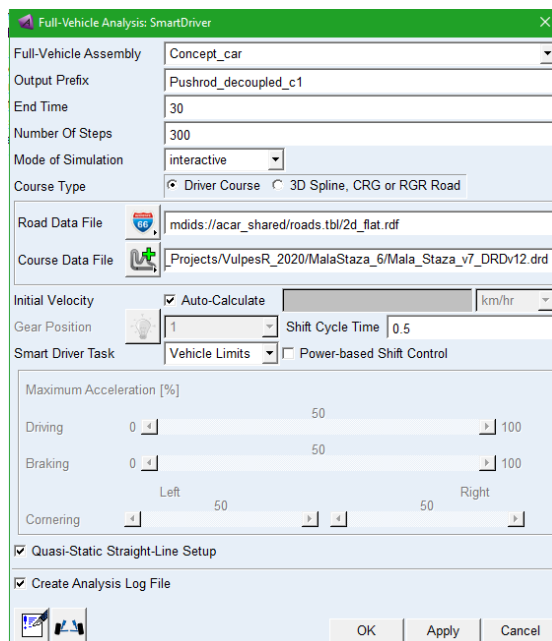 Full-Vehicle Analysis: SmartDriver
Full-Vehicle Assembly Concept_car
Output Prefix Pushrod_decoupled_c1
End Time 30
Number Of Steps 300
Mode of Simulation interactive
Course Type Driver Course 3D Spline, CRG or RGR Road
Road Data File 66 mdids://acar_shared/roads.tbl/2d_flat.rdf
Course Data File _Projects/VulpesR_2020/MalaStaza_6/Mala_Staza_v7_DRDv12.drd
Initial Velocity Auto-Calculate km/hr
Gear Position 1 Shift Cycle Time 0.5
Smart Driver Task Vehicle Limits Power-based Shift Control
Maximum Acceleration [%]
50
Driving 0 100
50
Braking 0 100
Left Right
50 50
Cornering
Quasi-Static Straight-Line Setup
Create Analysis Log File
OK Apply Cancel